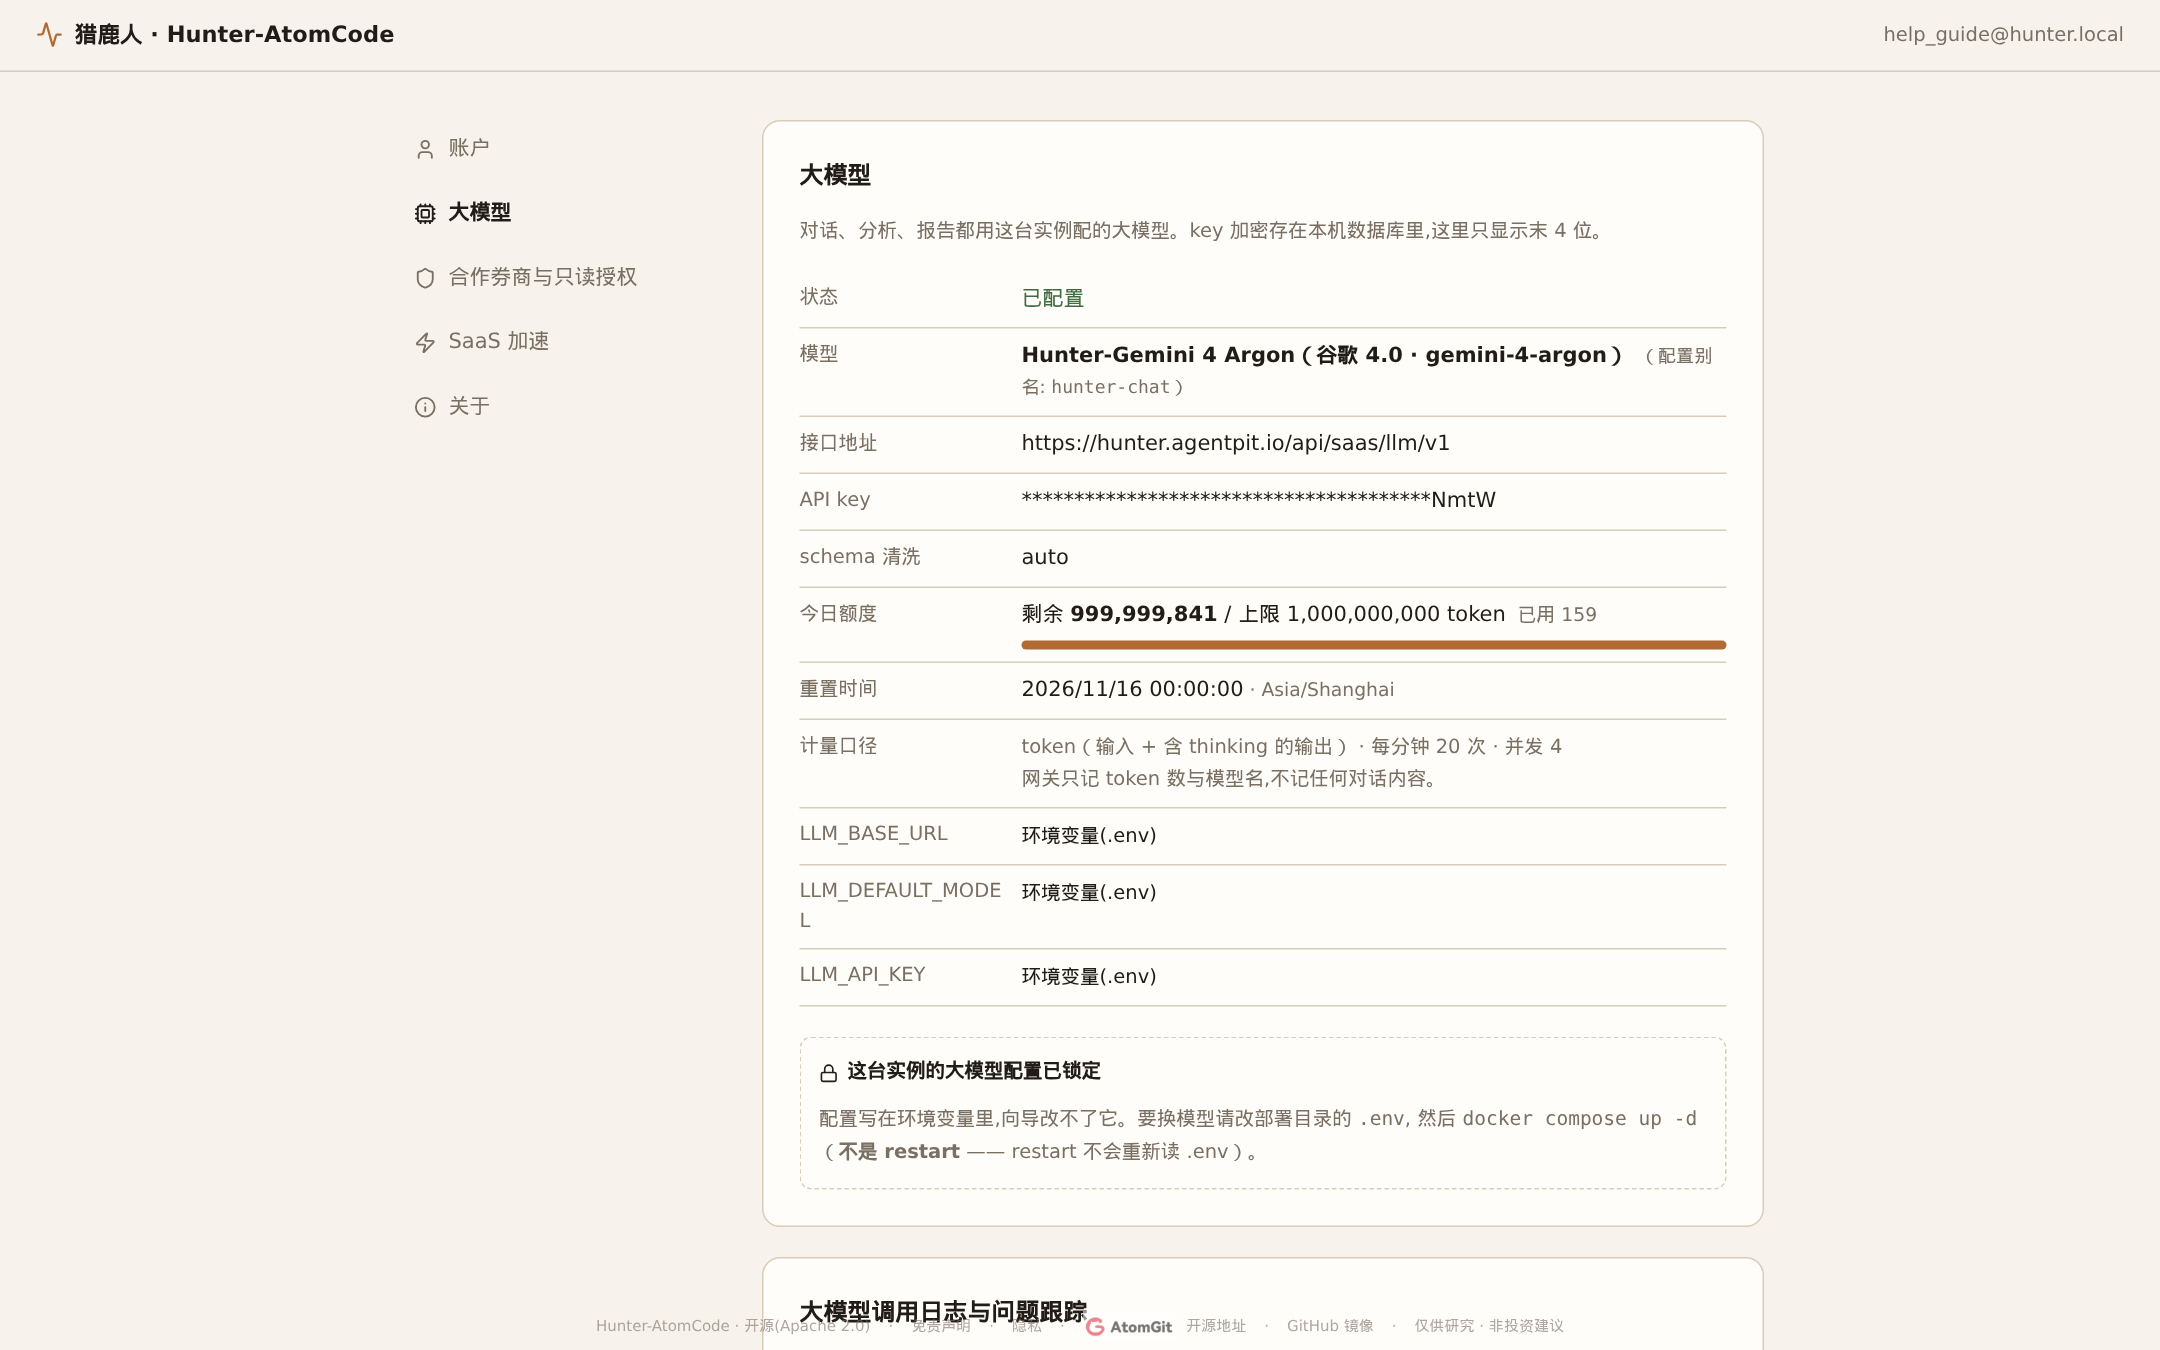 猎鹿人 · Hunter-AtomCode
help_guide@hunter.local
账户
大模型
合作券商与只读授权
SaaS 加速
关于
大模型
对话、分析、报告都用这台实例配的大模型。key 加密存在本机数据库里,这里只显示末 4 位。
状态
已配置
模型
Hunter-Gemini 4 Argon（谷歌 4.0 · gemini-4-argon） （配置别
名: hunter-chat）
接口地址
https://hunter.agentpit.io/api/saas/llm/v1
API key
***************************************NmtW
schema 清洗
auto
今日额度
剩余 999,999,841 / 上限 1,000,000,000 token 已用 159
重置时间
2026/11/16 00:00:00 · Asia/Shanghai
计量口径
token（输入 + 含 thinking 的输出）· 每分钟 20 次 · 并发 4
网关只记 token 数与模型名,不记任何对话内容。
LLM_BASE_URL
环境变量(.env)
LLM_DEFAULT_MODE
L
环境变量(.env)
LLM_API_KEY
环境变量(.env)
这台实例的大模型配置已锁定
配置写在环境变量里,向导改不了它。要换模型请改部署目录的 .env, 然后 docker compose up -d
（不是 restart —— restart 不会重新读 .env）。
大模型调用日志与问题跟踪
Hunter-AtomCode · 开源(Apache 2.0) · 免责声明 · 隐私 · AtomGit 开源地址 · GitHub 镜像 · 仅供研究 · 非投资建议